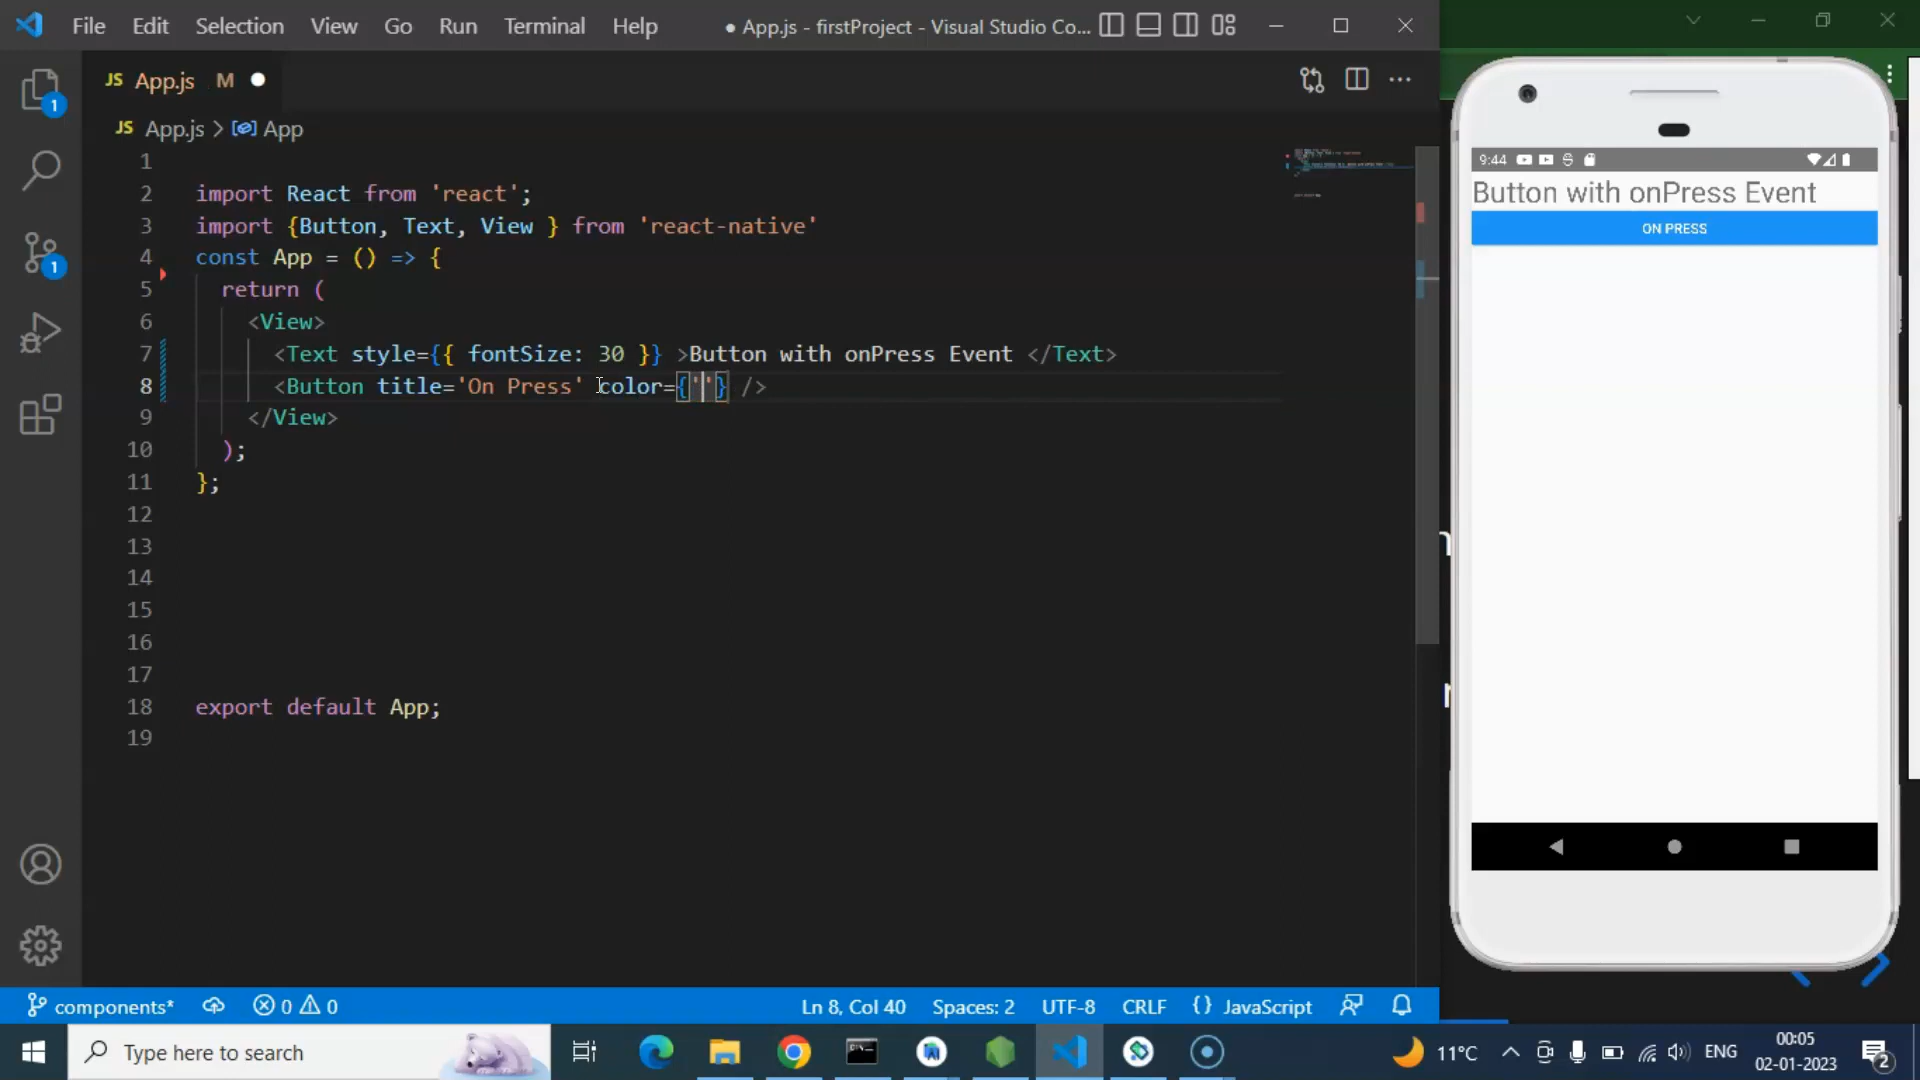 File Edit Selection View Go Run Terminal Help
● App.js - firstProject - Visual Studio Co...
JS App.js M
JS App.js > App
1
2 import React from 'react';
3 import {Button, Text, View } from 'react-native'
4 const App = () => {
5 return (
6 <View>
7 <Text style={{ fontSize: 30 }} >Button with onPress Event </Text>
8 <Button title='On Press' color={''} />
9 </View>
10 );
11 };
12
13
14
15
16
17
18 export default App;
19
1
1
9:44
Button with onPress Event
ON PRESS
components*
0 0
Ln 8, Col 40 Spaces: 2 UTF-8 CRLF {} JavaScript
Type here to search
11°C
ENG
00:05
02-01-2023
2